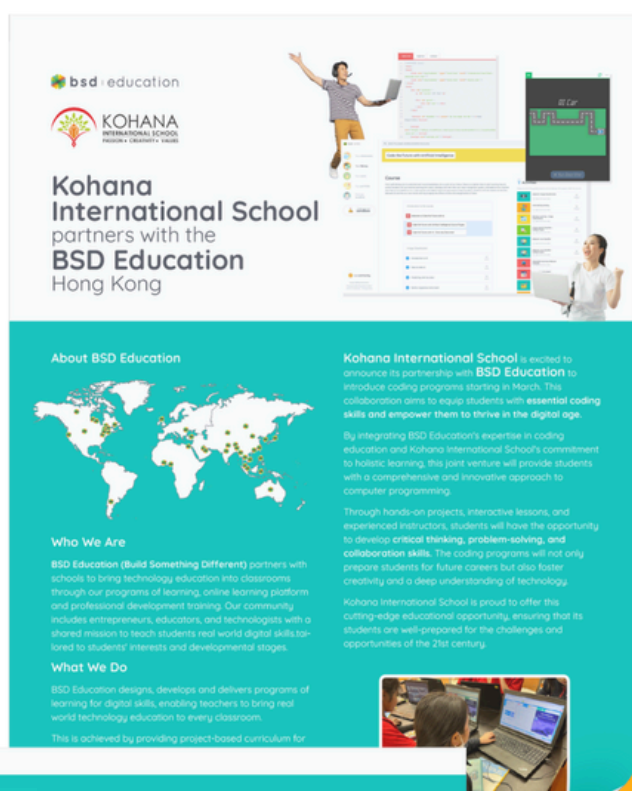 bsd education
KOHANA
INTERNATIONAL SCHOOL
PASSION • CREATIVITY • VALUES
Kohana
International School
partners with the
BSD Education
Hong Kong
Course
About BSD Education
Who We Are
BSD Education (Build Something Different) partners with
schools to bring technology education into classrooms
through our programs of learning, online learning platform
and professional development training. Our community
includes entrepreneurs, educators, and technologists with a
shared mission to teach students real world digital skills.tai-
lored to students' interests and developmental stages.
What We Do
BSD Education designs, develops and delivers programs of
learning for digital skills, enabling teachers to bring real
world technology education to every classroom.
This is achieved by providing project-based curriculum for
Kohana International School is excited to
announce its partnership with BSD Education to
introduce coding programs starting in March. This
collaboration aims to equip students with essential coding
skills and empower them to thrive in the digital age.
By integrating BSD Education's expertise in coding
education and Kohana International School's commitment
to holistic learning, this joint venture will provide students
with a comprehensive and innovative approach to
computer programming.
Through hands-on projects, interactive lessons, and
experienced instructors, students will have the opportunity
to develop critical thinking, problem-solving, and
collaboration skills. The coding programs will not only
prepare students for future careers but also foster
creativity and a deep understanding of technology.
Kohana International School is proud to offer this
cutting-edge educational opportunity, ensuring that its
students are well-prepared for the challenges and
opportunities of the 21st century.